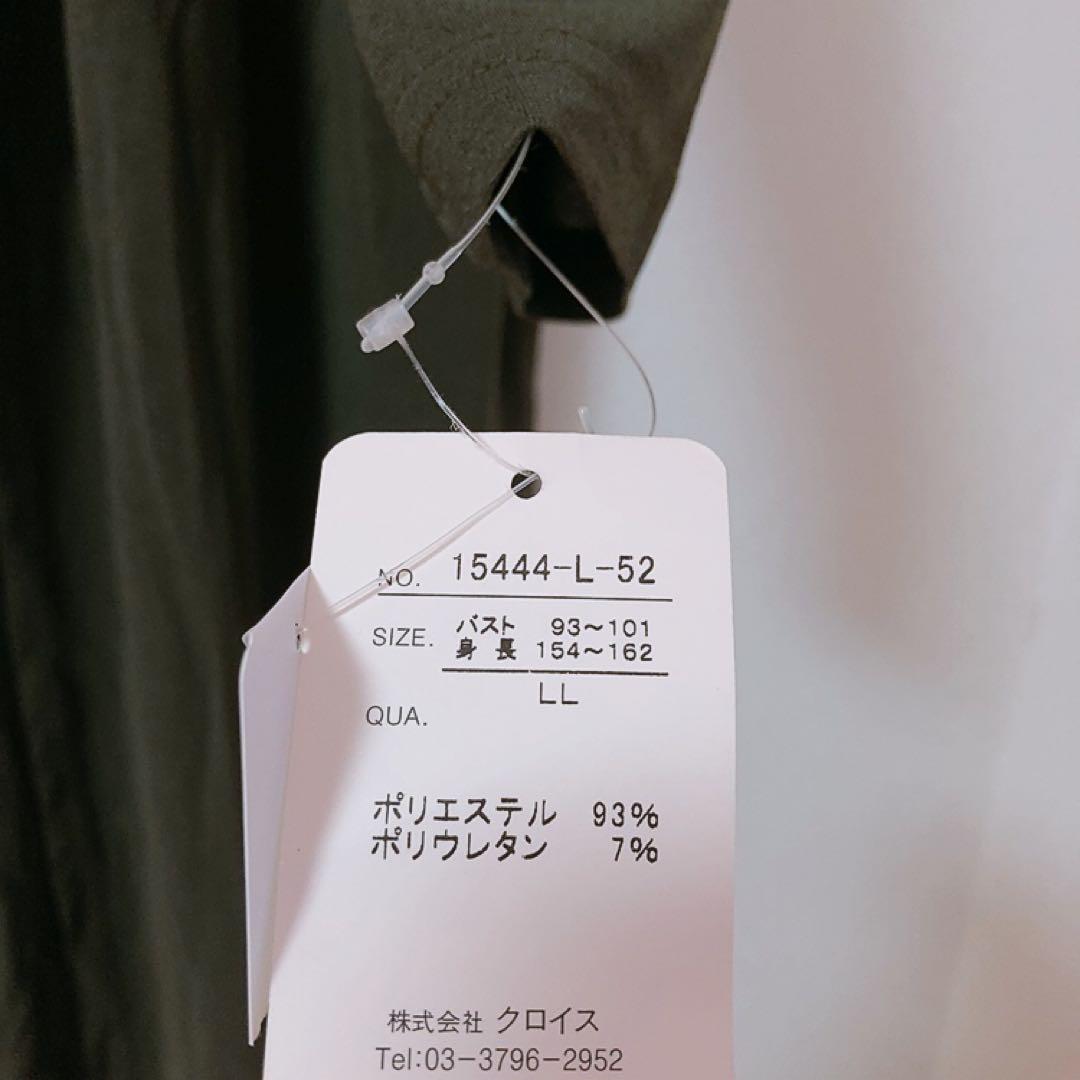 NO. 15444-L-52
SIZE. バスト 93～101
身長 154～162
LL
QUA.
ポリエステル 93%
ポリウレタン 7%
株式会社 クロイス
Tel:03-3796-2952